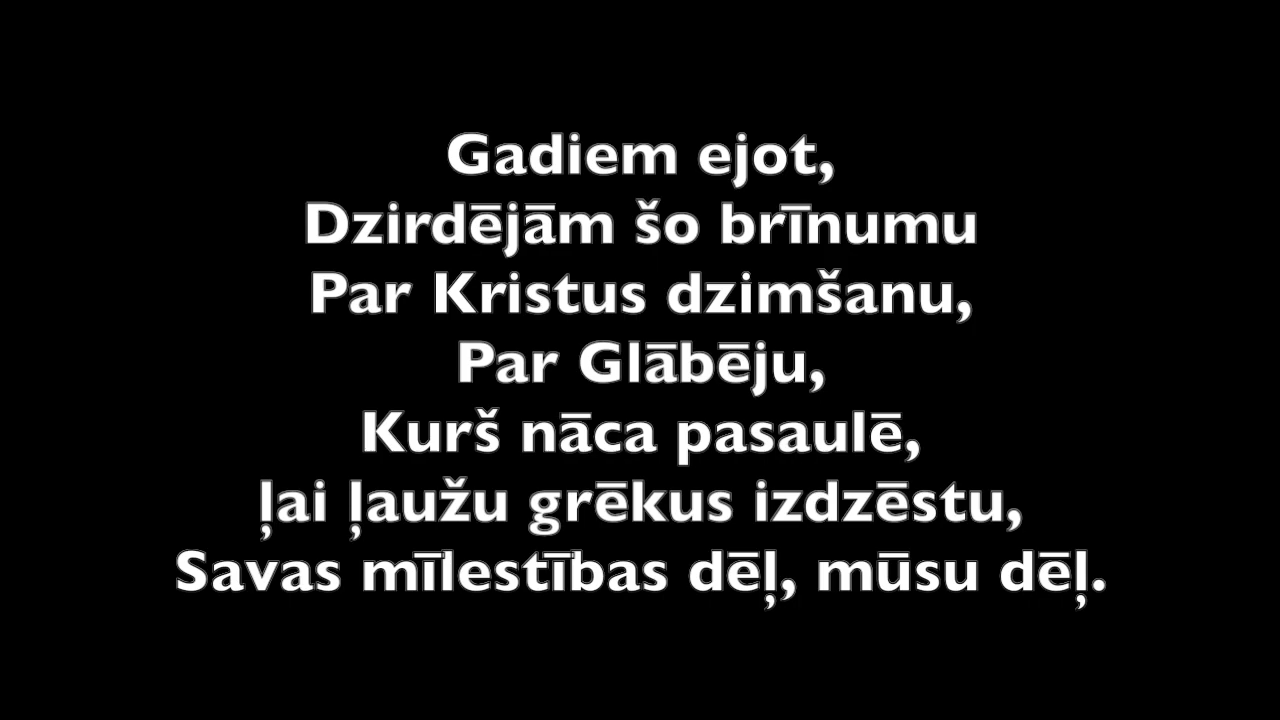 Gadiem ejot,
Dzirdējām šo brīnumu
Par Kristus dzimšanu,
Par Glābēju,
Kurš nāca pasaulē,
ļai ļaužu grēkus izdzēstu,
Savas mīlestības dēļ, mūsu dēļ.